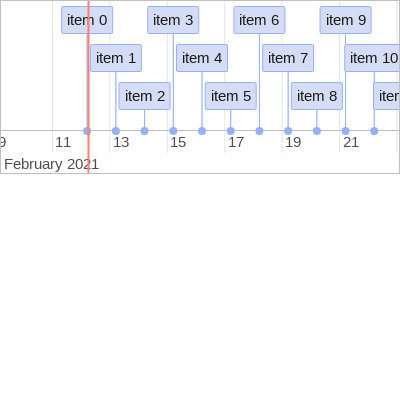 item 0 item 3 item 6 item 9
item 1 item 4 item 7 item 10
item 2 item 5 item 8
9 11 13 15 17 19 21
February 2021